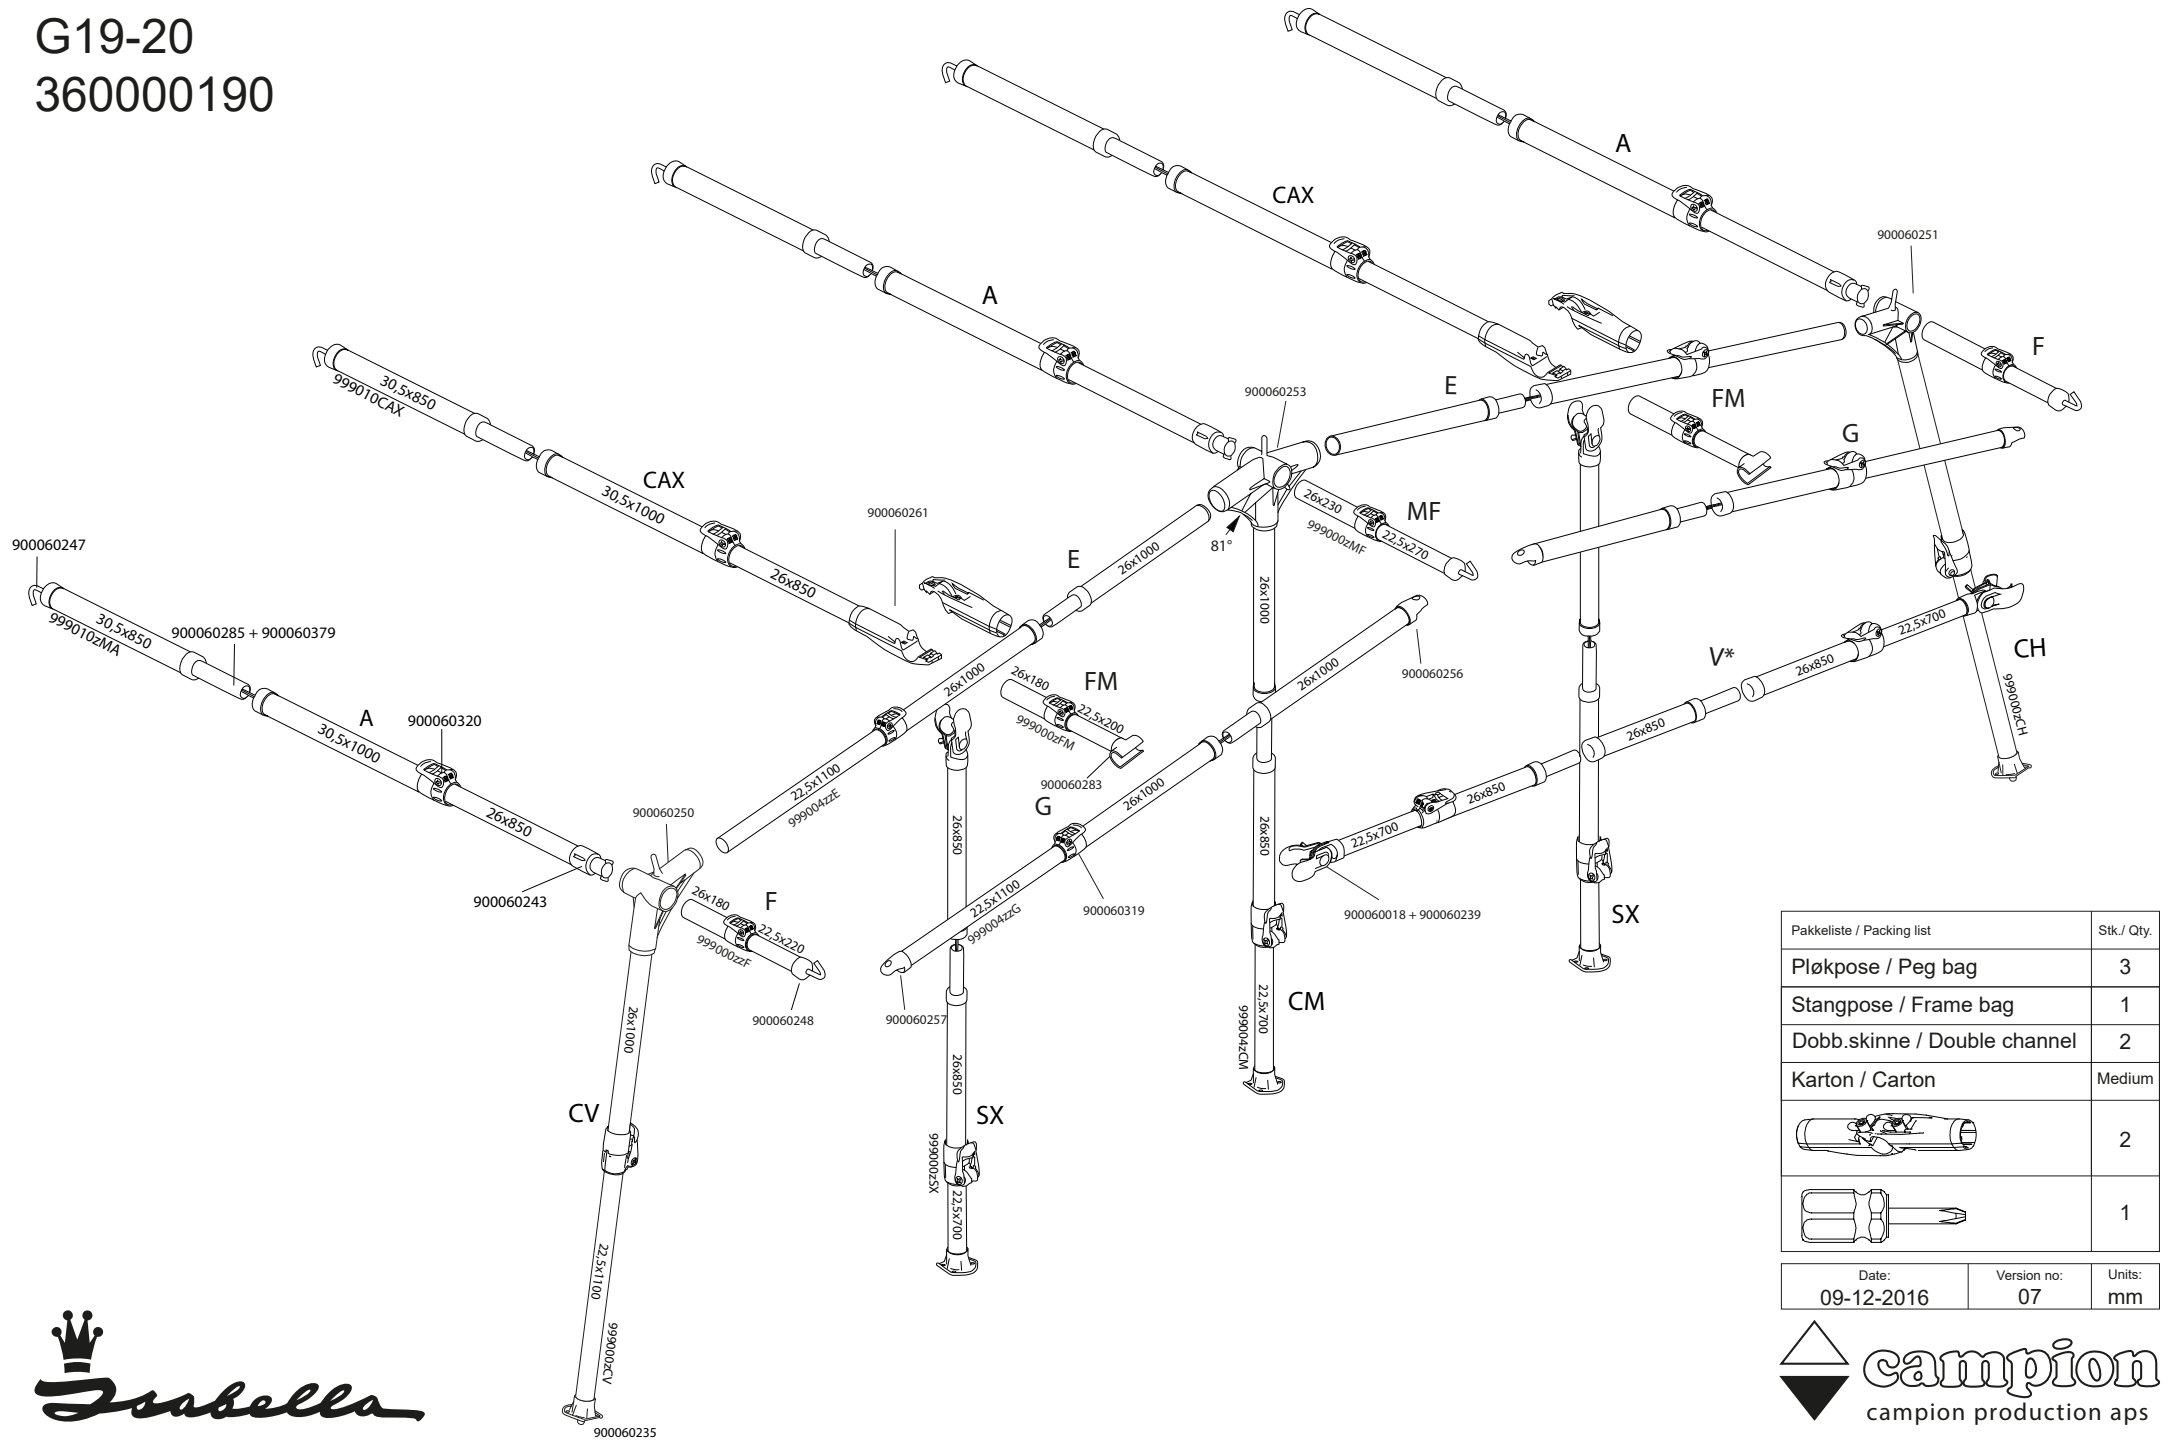 G19-20
360000190
A
CAX
900060251
A
F
900060253
E
FM
G
30,5x850
999010CAX
CAX
30,5x1000
26x850
900060261
81°
26x230
999000zMF
MF
22,5x270
E
26x1000
26x1000
26x1000
900060247
30,5x850
999010zMA
900060285 + 900060379
A
900060320
30,5x1000
26x850
900060243
26x180
FM
22,5x200
999000zFM
900060283
26x1000
900060256
22,5x700
V*
26x850
CH
999000zCH
26x850
22,5x1100
999004zzE
G
26x1000
26x850
22,5x700
900060250
26x180
F
22,5x220
999000zzF
900060248
26x850
22,5x1100
999004zzG
900060257
900060319
26x850
900060018 + 900060239
SX
22,5x700
999004zCM
CM
26x1000
CV
22,5x1100
999000zCV
900060235
26x850
SX
999000zSX
22,5x700
Pakkeliste / Packing list Stk./ Qty.
Pløkpose / Peg bag 3
Stangpose / Frame bag 1
Dobb.skinne / Double channel 2
Karton / Carton Medium
2
1
Date: Version no: Units:
09-12-2016 07 mm
Isabella
campion
campion production aps